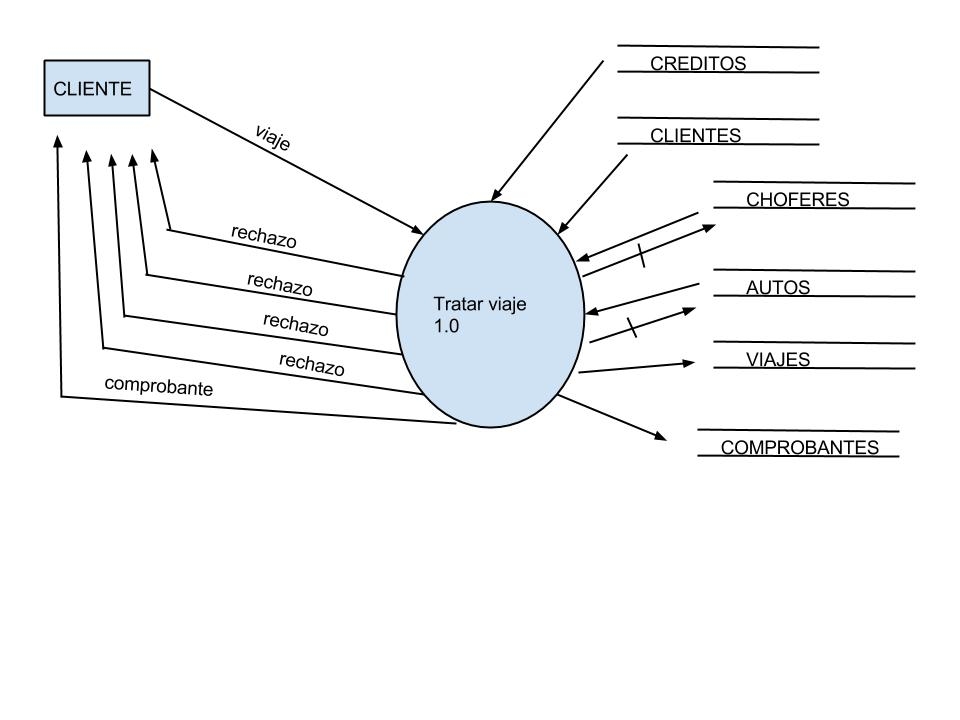 CLIENTE
viaje
rechazo
rechazo
rechazo
rechazo
comprobante
Tratar viaje
1.0
CREDITOS
CLIENTES
CHOFERES
AUTOS
VIAJES
COMPROBANTES